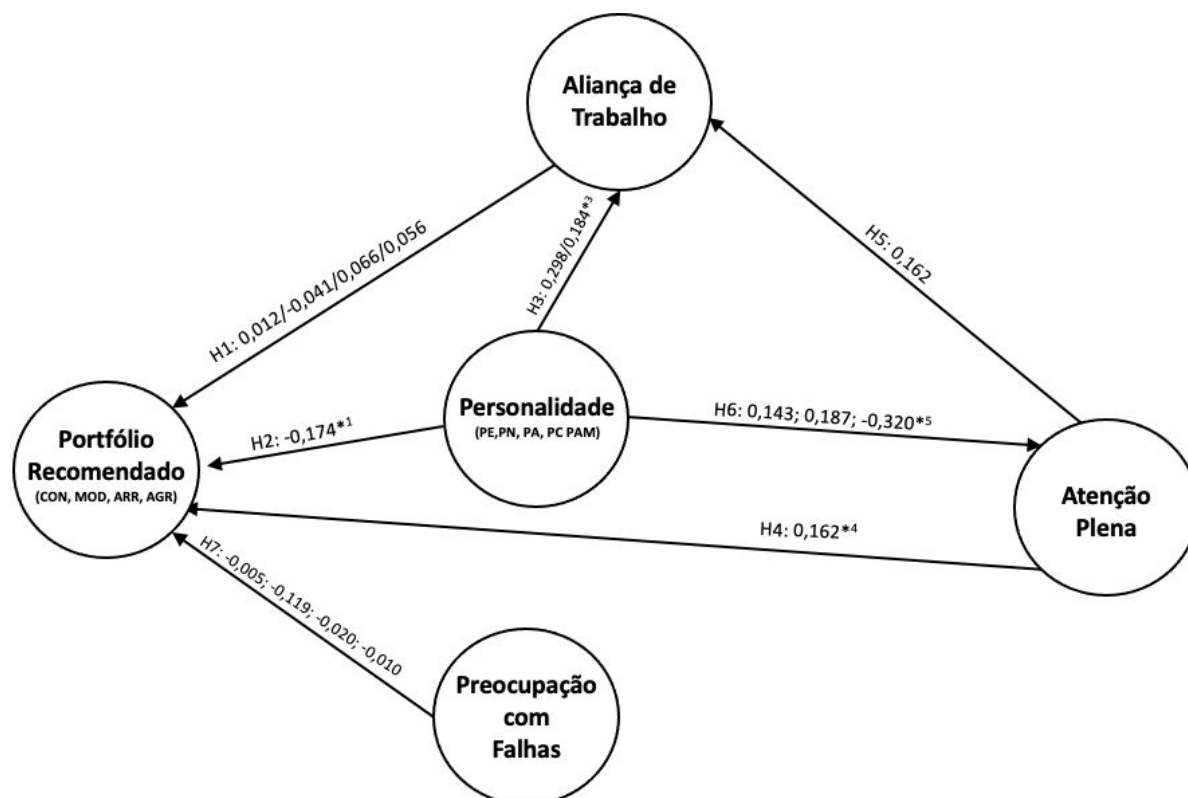 Aliança de
Trabalho
H1: 0,012/-0,041/0,066/0,056
H3: 0,298/0,184*3
H5: 0,162
Personalidade
(PE,PN, PA, PC PAM)
H6: 0,143; 0,187; -0,320*5
H2: -0,174*1
Portfólio
Recomendado
(CON, MOD, ARR, AGR)
Atenção
Plena
H4: 0,162*4
H7: -0,005; -0,119; -0,020; -0,010
Preocupação
com
Falhas